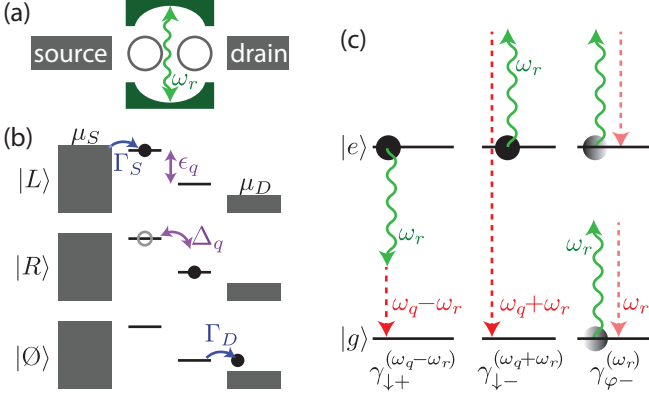 (a)
source
drain
ω_r
(b)
μ_S
Γ_S
ϵ_q
μ_D
|L⟩
Δ_q
|R⟩
Γ_D
|Ø⟩
(c)
ω_r
|e⟩
ω_r
ω_r
ω_q−ω_r
ω_q+ω_r
ω_r
|g⟩
γ_{↓+}^{(ω_q−ω_r)}
γ_{↓−}^{(ω_q+ω_r)}
γ_{φ−}^{(ω_r)}